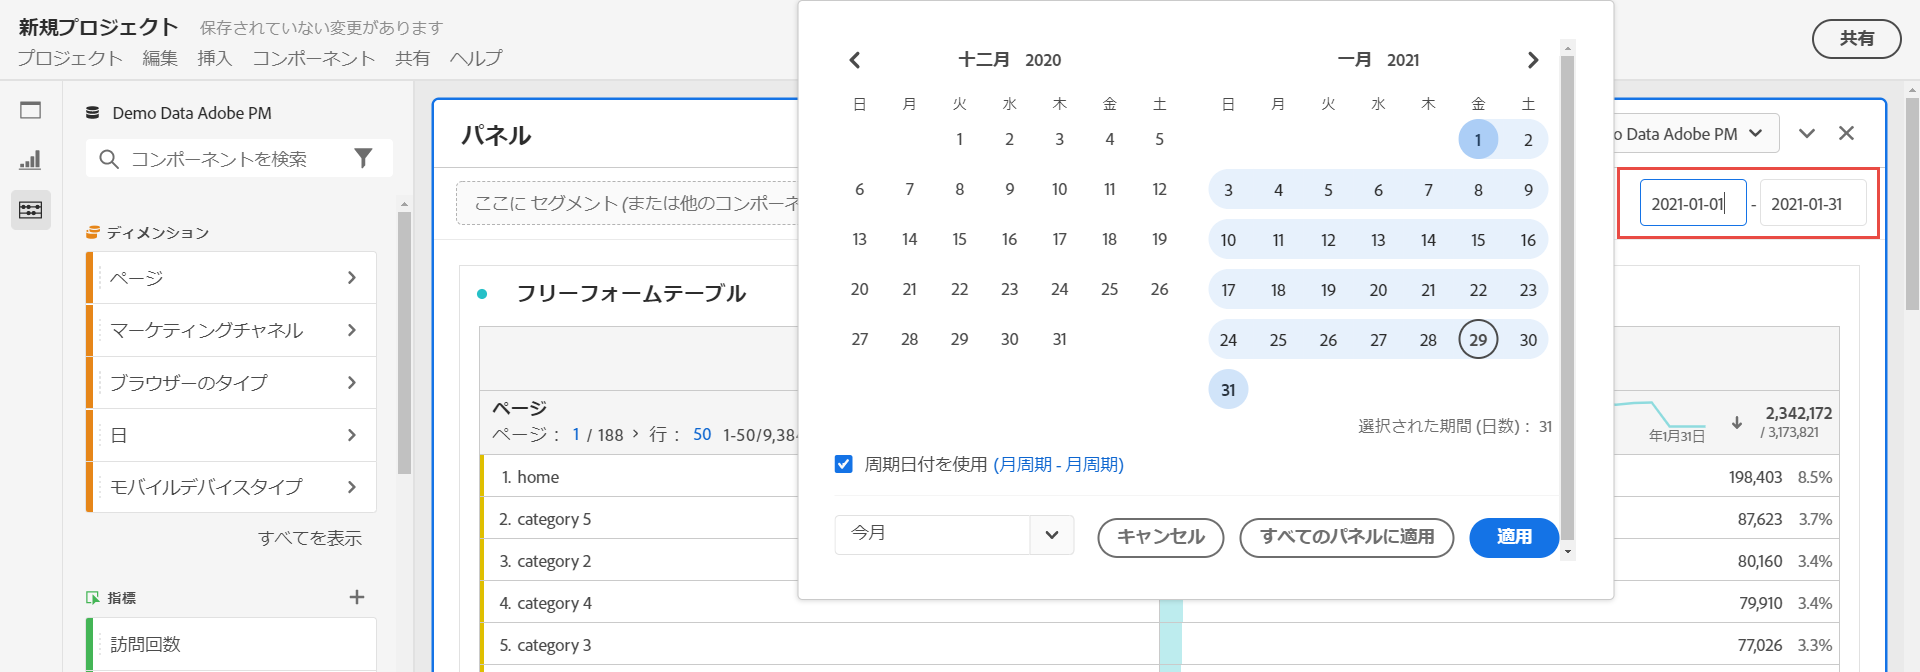 新規プロジェクト 保存されていない変更があります
プロジェクト 編集 挿入 コンポーネント 共有 ヘルプ
共有
Demo Data Adobe PM
コンポーネントを検索
ディメンション
ページ
マーケティングチャネル
ブラウザーのタイプ
日
モバイルデバイスタイプ
すべてを表示
指標
訪問回数
パネル
o Data Adobe PM
ここに セグメント (または他のコンポーネ
2021-01-01 - 2021-01-31
フリーフォームテーブル
十二月 2020
日 月 火 水 木 金 土
1 2 3 4 5
6 7 8 9 10 11 12
13 14 15 16 17 18 19
20 21 22 23 24 25 26
27 28 29 30 31
一月 2021
日 月 火 水 木 金 土
1 2
3 4 5 6 7 8 9
10 11 12 13 14 15 16
17 18 19 20 21 22 23
24 25 26 27 28 29 30
31
選択された期間 (日数)： 31
周期日付を使用 (月周期 - 月周期)
今月
キャンセル すべてのパネルに適用 適用
ページ
ページ： 1 / 188 > 行： 50 1-50/9,38
年1月31日
2,342,172
/ 3,173,821
1. home 198,403 8.5%
2. category 5 87,623 3.7%
3. category 2 80,160 3.4%
4. category 4 79,910 3.4%
5. category 3 77,026 3.3%